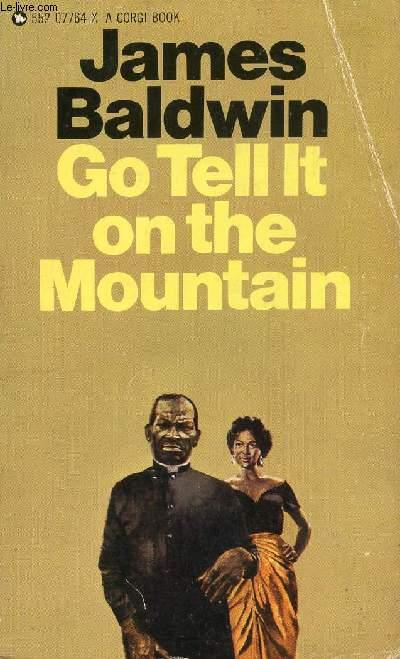 Le-livre.com
552 07764 X A CORGI BOOK
James
Baldwin
Go Tell It
on the
Mountain